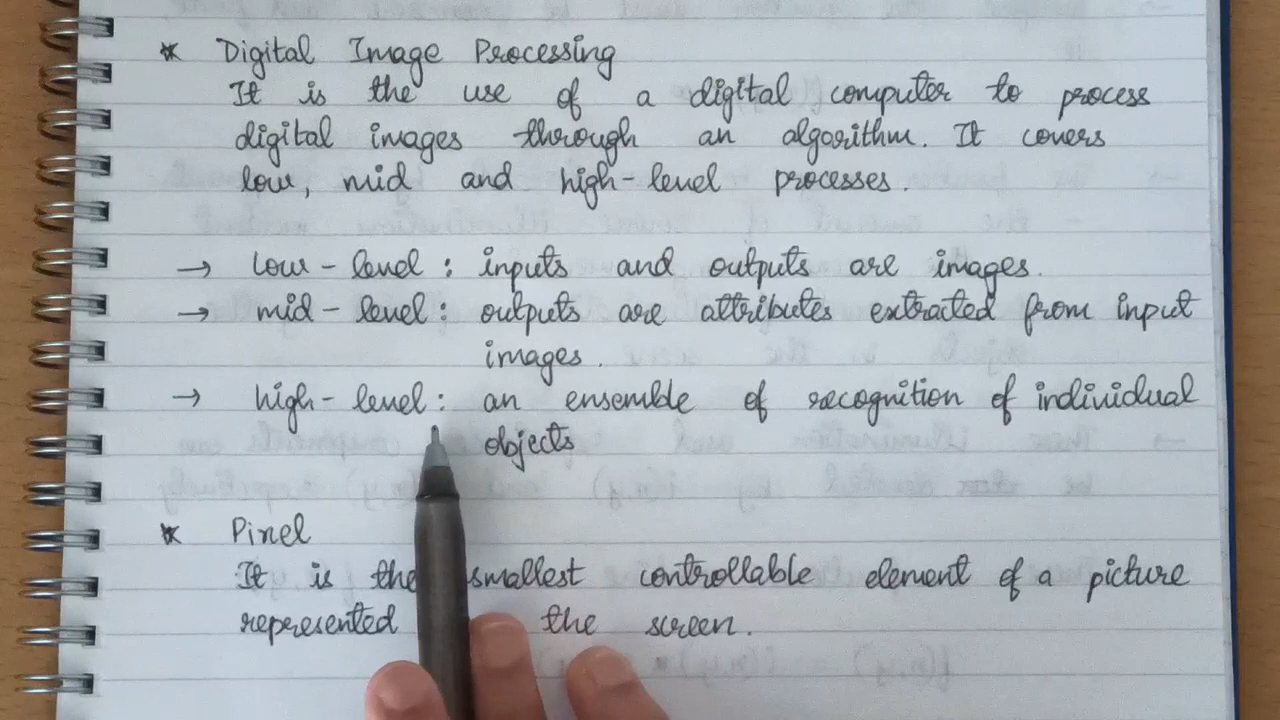 * Digital Image Processing
It is the use of a digital computer to process
digital images through an algorithm. It covers
low, mid and high-level processes.
→ low-level: inputs and outputs are images.
→ mid-level: outputs are attributes extracted from input
images.
→ high-level: an ensemble of recognition of individual
objects
* Pixel
It is the smallest controllable element of a picture
represented the screen.